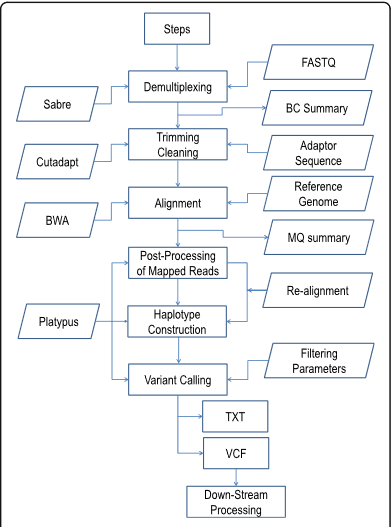 Steps
FASTQ
Demultiplexing
Sabre
BC Summary
Trimming
Cleaning
Adaptor
Sequence
Cutadapt
Reference
Genome
Alignment
BWA
MQ summary
Post-Processing
of Mapped Reads
Re-alignment
Platypus
Haplotype
Construction
Filtering
Parameters
Variant Calling
TXT
VCF
Down-Stream
Processing